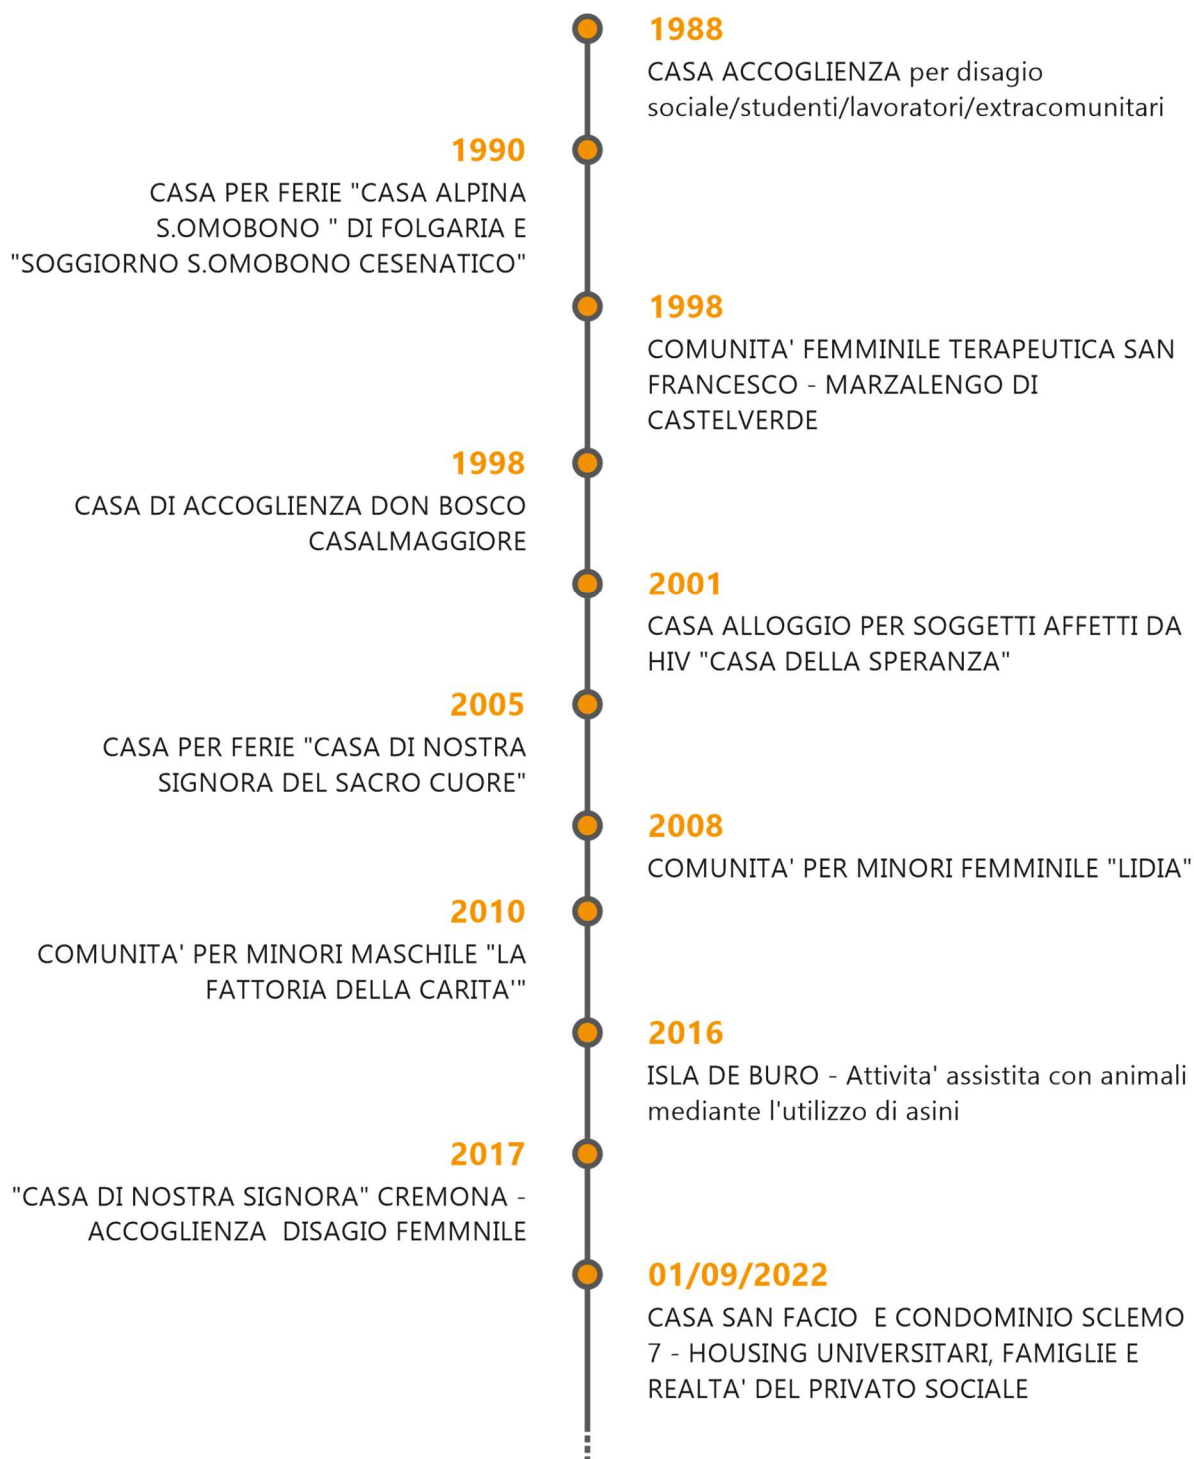 1988
CASA ACCOGLIENZA per disagio
sociale/studenti/lavoratori/extracomunitari
1990
CASA PER FERIE "CASA ALPINA
S.OMOBONO " DI FOLGARIA E
"SOGGIORNO S.OMOBONO CESENATICO"
1998
COMUNITA' FEMMINILE TERAPEUTICA SAN
FRANCESCO - MARZALENGO DI
CASTELVERDE
1998
CASA DI ACCOGLIENZA DON BOSCO
CASALMAGGIORE
2001
CASA ALLOGGIO PER SOGGETTI AFFETTI DA
HIV "CASA DELLA SPERANZA"
2005
CASA PER FERIE "CASA DI NOSTRA
SIGNORA DEL SACRO CUORE"
2008
COMUNITA' PER MINORI FEMMINILE "LIDIA"
2010
COMUNITA' PER MINORI MASCHILE "LA
FATTORIA DELLA CARITA'"
2016
ISLA DE BURO - Attivita' assistita con animali
mediante l'utilizzo di asini
2017
"CASA DI NOSTRA SIGNORA" CREMONA -
ACCOGLIENZA  DISAGIO FEMMNILE
01/09/2022
CASA SAN FACIO  E CONDOMINIO SCLEMO
7 - HOUSING UNIVERSITARI, FAMIGLIE E
REALTA' DEL PRIVATO SOCIALE